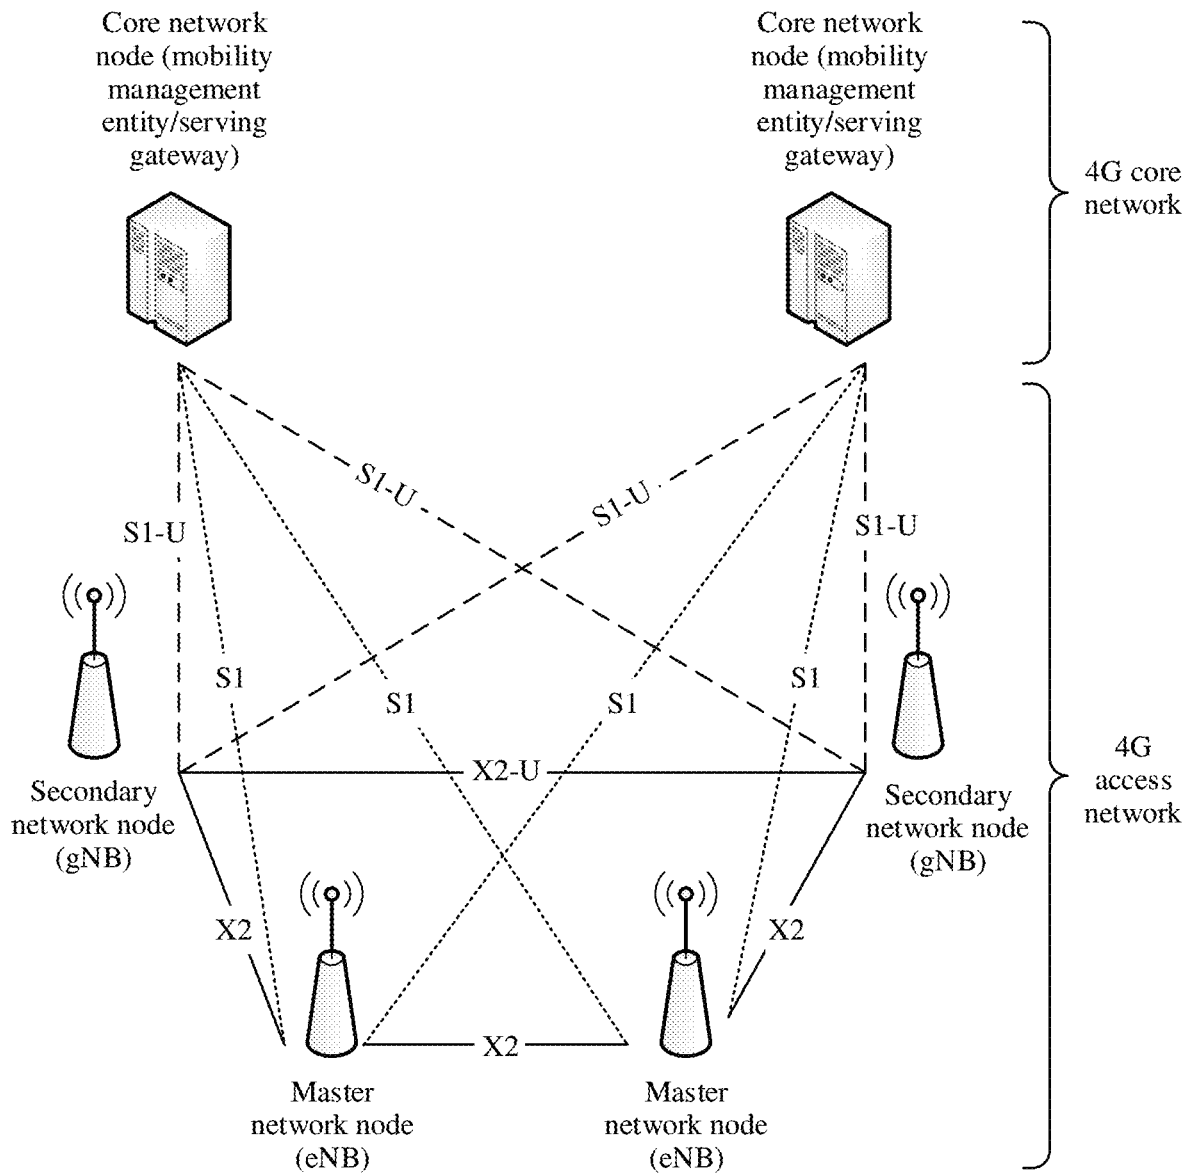 Core network
node (mobility
management
entity/serving
gateway)
Core network
node (mobility
management
entity/serving
gateway)
4G core
network
S1-U
S1-U
S1-U
S1-U
S1
S1
S1
S1
X2-U
Secondary
network node
(gNB)
Secondary
network node
(gNB)
4G
access
network
X2
X2
X2
Master
network node
(eNB)
Master
network node
(eNB)